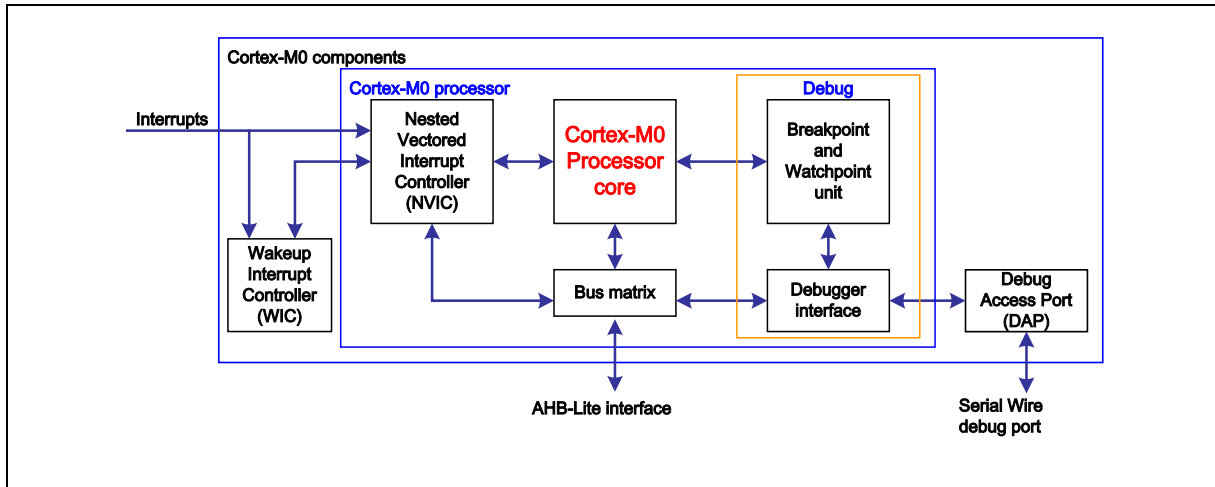 Cortex-M0 components
Cortex-M0 processor
Debug
Interrupts
Nested
Vectored
Interrupt
Controller
(NVIC)
Cortex-M0
Processor
core
Breakpoint
and
Watchpoint
unit
Wakeup
Interrupt
Controller
(WIC)
Bus matrix
Debugger
interface
Debug
Access Port
(DAP)
AHB-Lite interface
Serial Wire
debug port